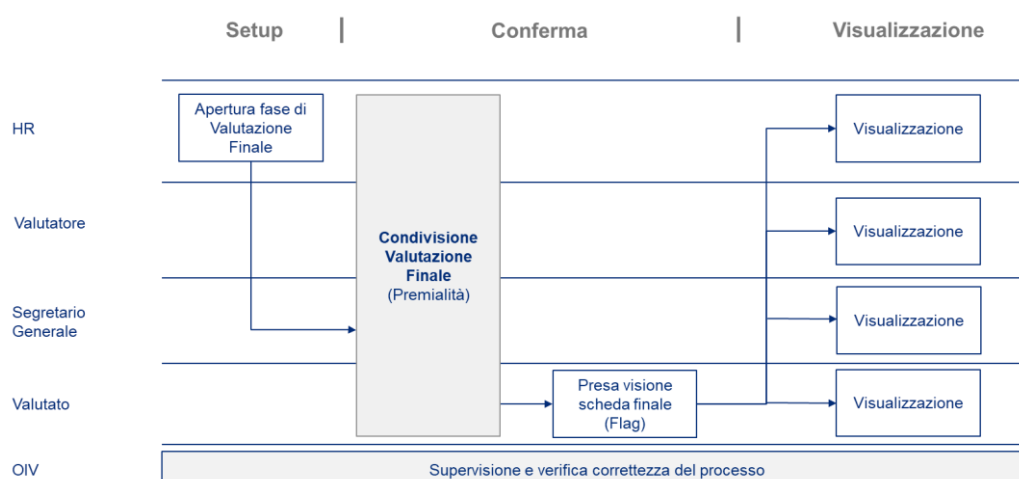 Setup | Conferma | Visualizzazione
HR
Apertura fase di
Valutazione
Finale
Visualizzazione
Valutatore
Visualizzazione
Condivisione
Valutazione
Finale
(Premialità)
Segretario
Generale
Visualizzazione
Valutato
Presa visione
scheda finale
(Flag)
Visualizzazione
OIV
Supervisione e verifica correttezza del processo